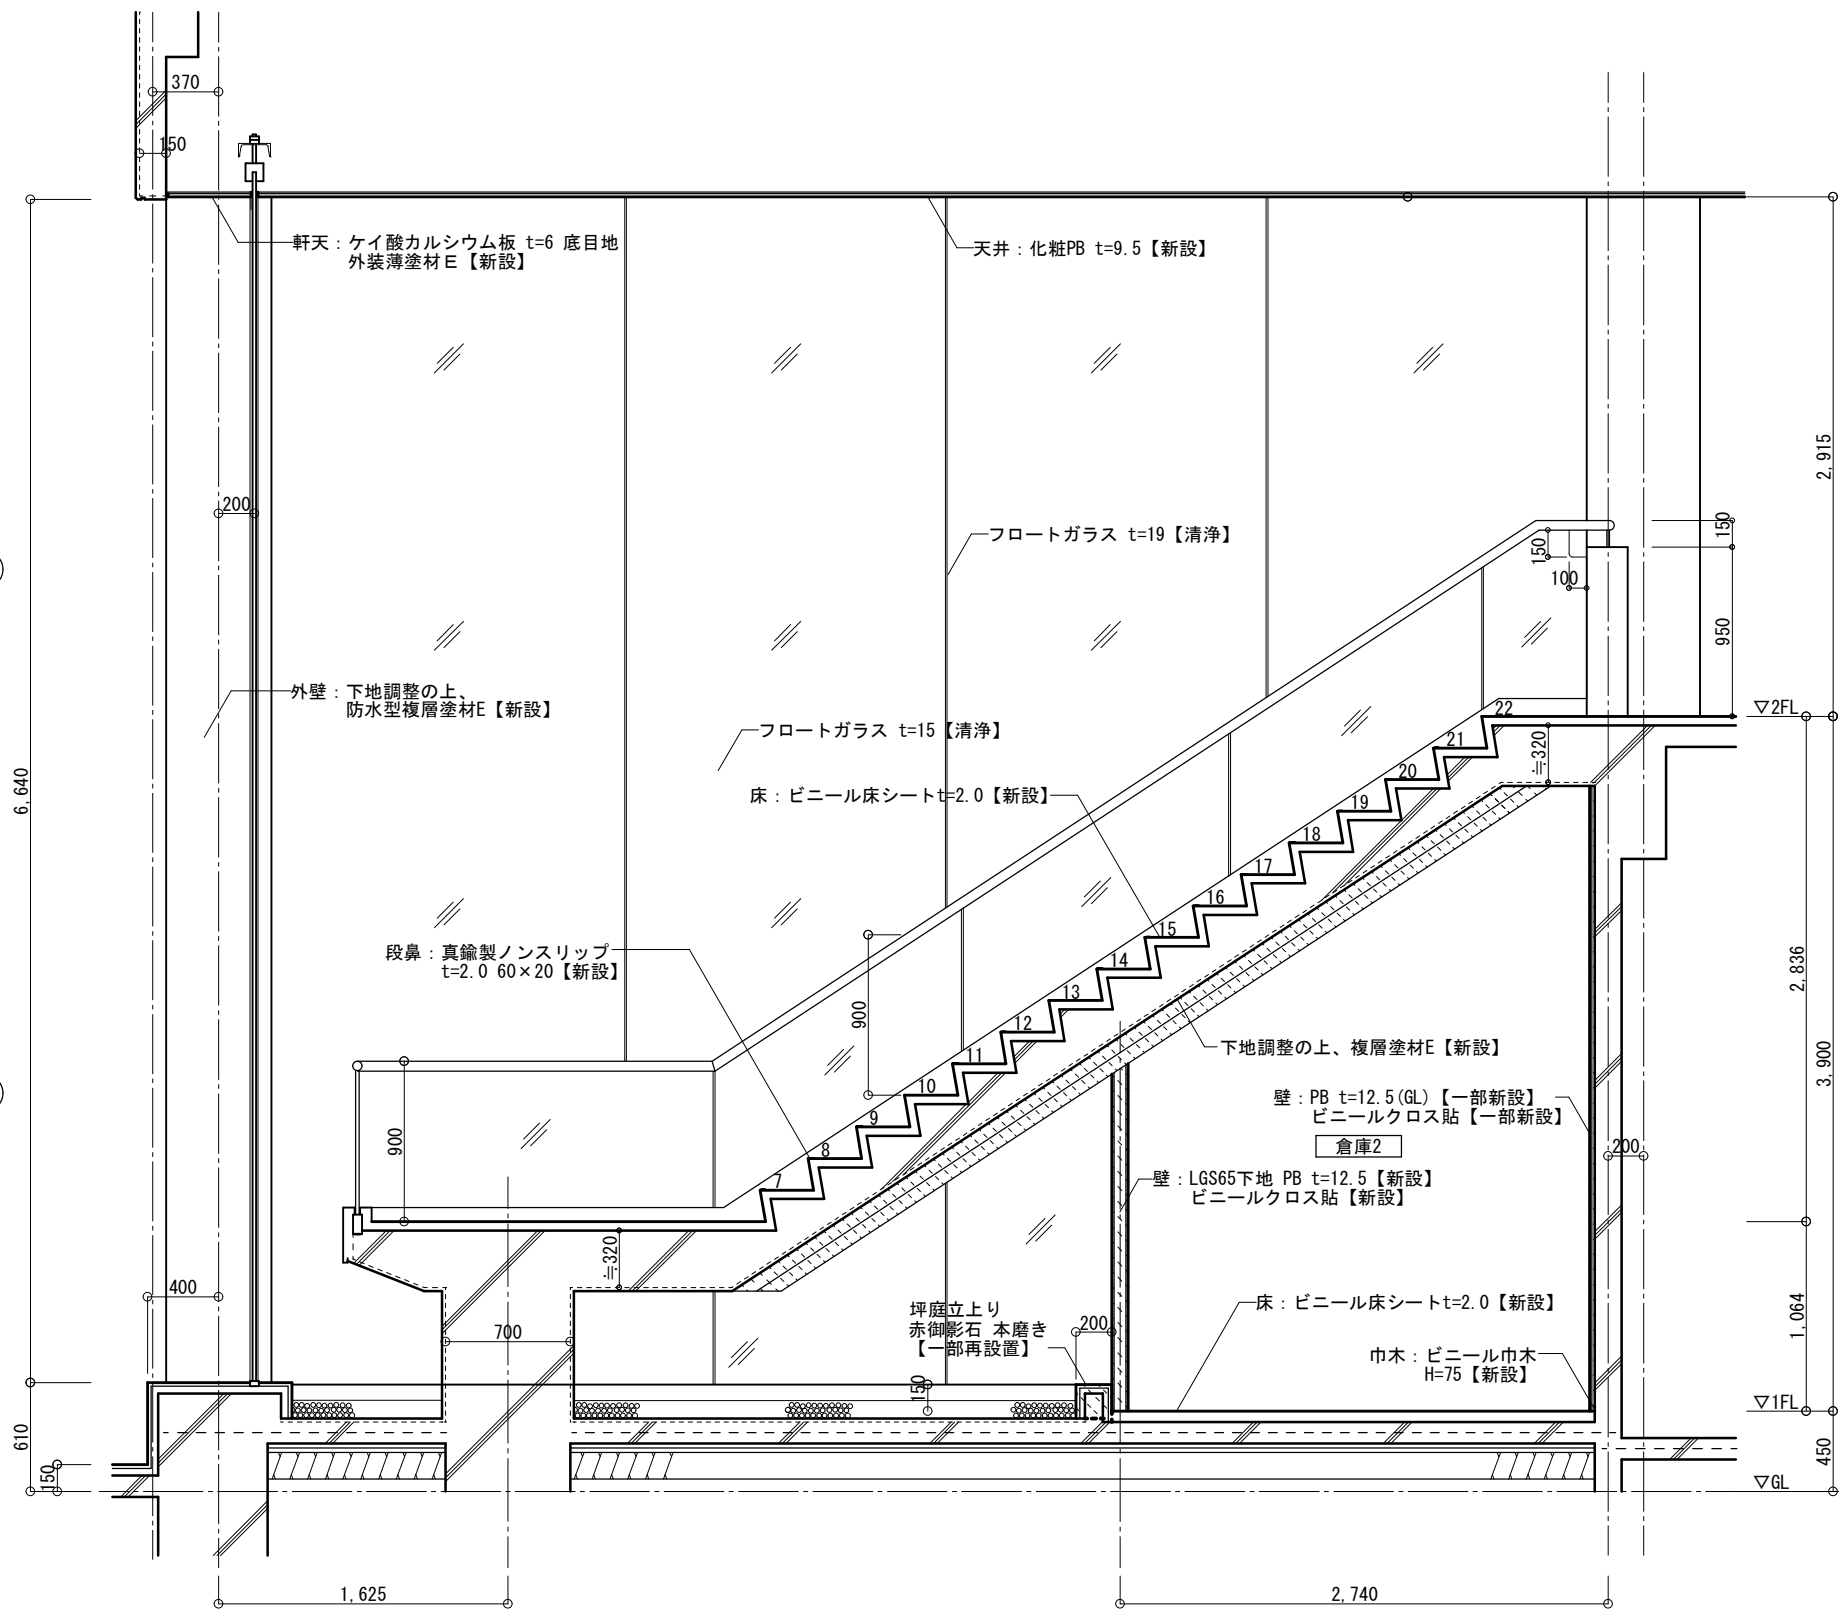 370
150
軒天：ケイ酸カルシウム板 t=6 底目地
外装薄塗材Ｅ【新設】
天井：化粧PB t=9.5【新設】
2,915
200
フロートガラス t=19【清浄】
150
150
100
950
外壁：下地調整の上、
防水型複層塗材E【新設】
フロートガラス t=15【清浄】
▽2FL
22
21
20
19
18
17
16
15
14
13
12
11
10
9
8
7
≒320
6,640
床：ビニール床シートt=2.0【新設】
段鼻：真鍮製ノンスリップ
t=2.0 60×20【新設】
900
2,836
3,900
下地調整の上、複層塗材E【新設】
壁：PB t=12.5(GL)【一部新設】
ビニールクロス貼【一部新設】
倉庫2
200
900
壁：LGS65下地 PB t=12.5【新設】
ビニールクロス貼【新設】
≒320
400
700
坪庭立上り
赤御影石 本磨き
【一部再設置】
200
床：ビニール床シートt=2.0【新設】
1,064
巾木：ビニール巾木
H=75【新設】
150
▽1FL
610
150
450
▽GL
1,625
2,740